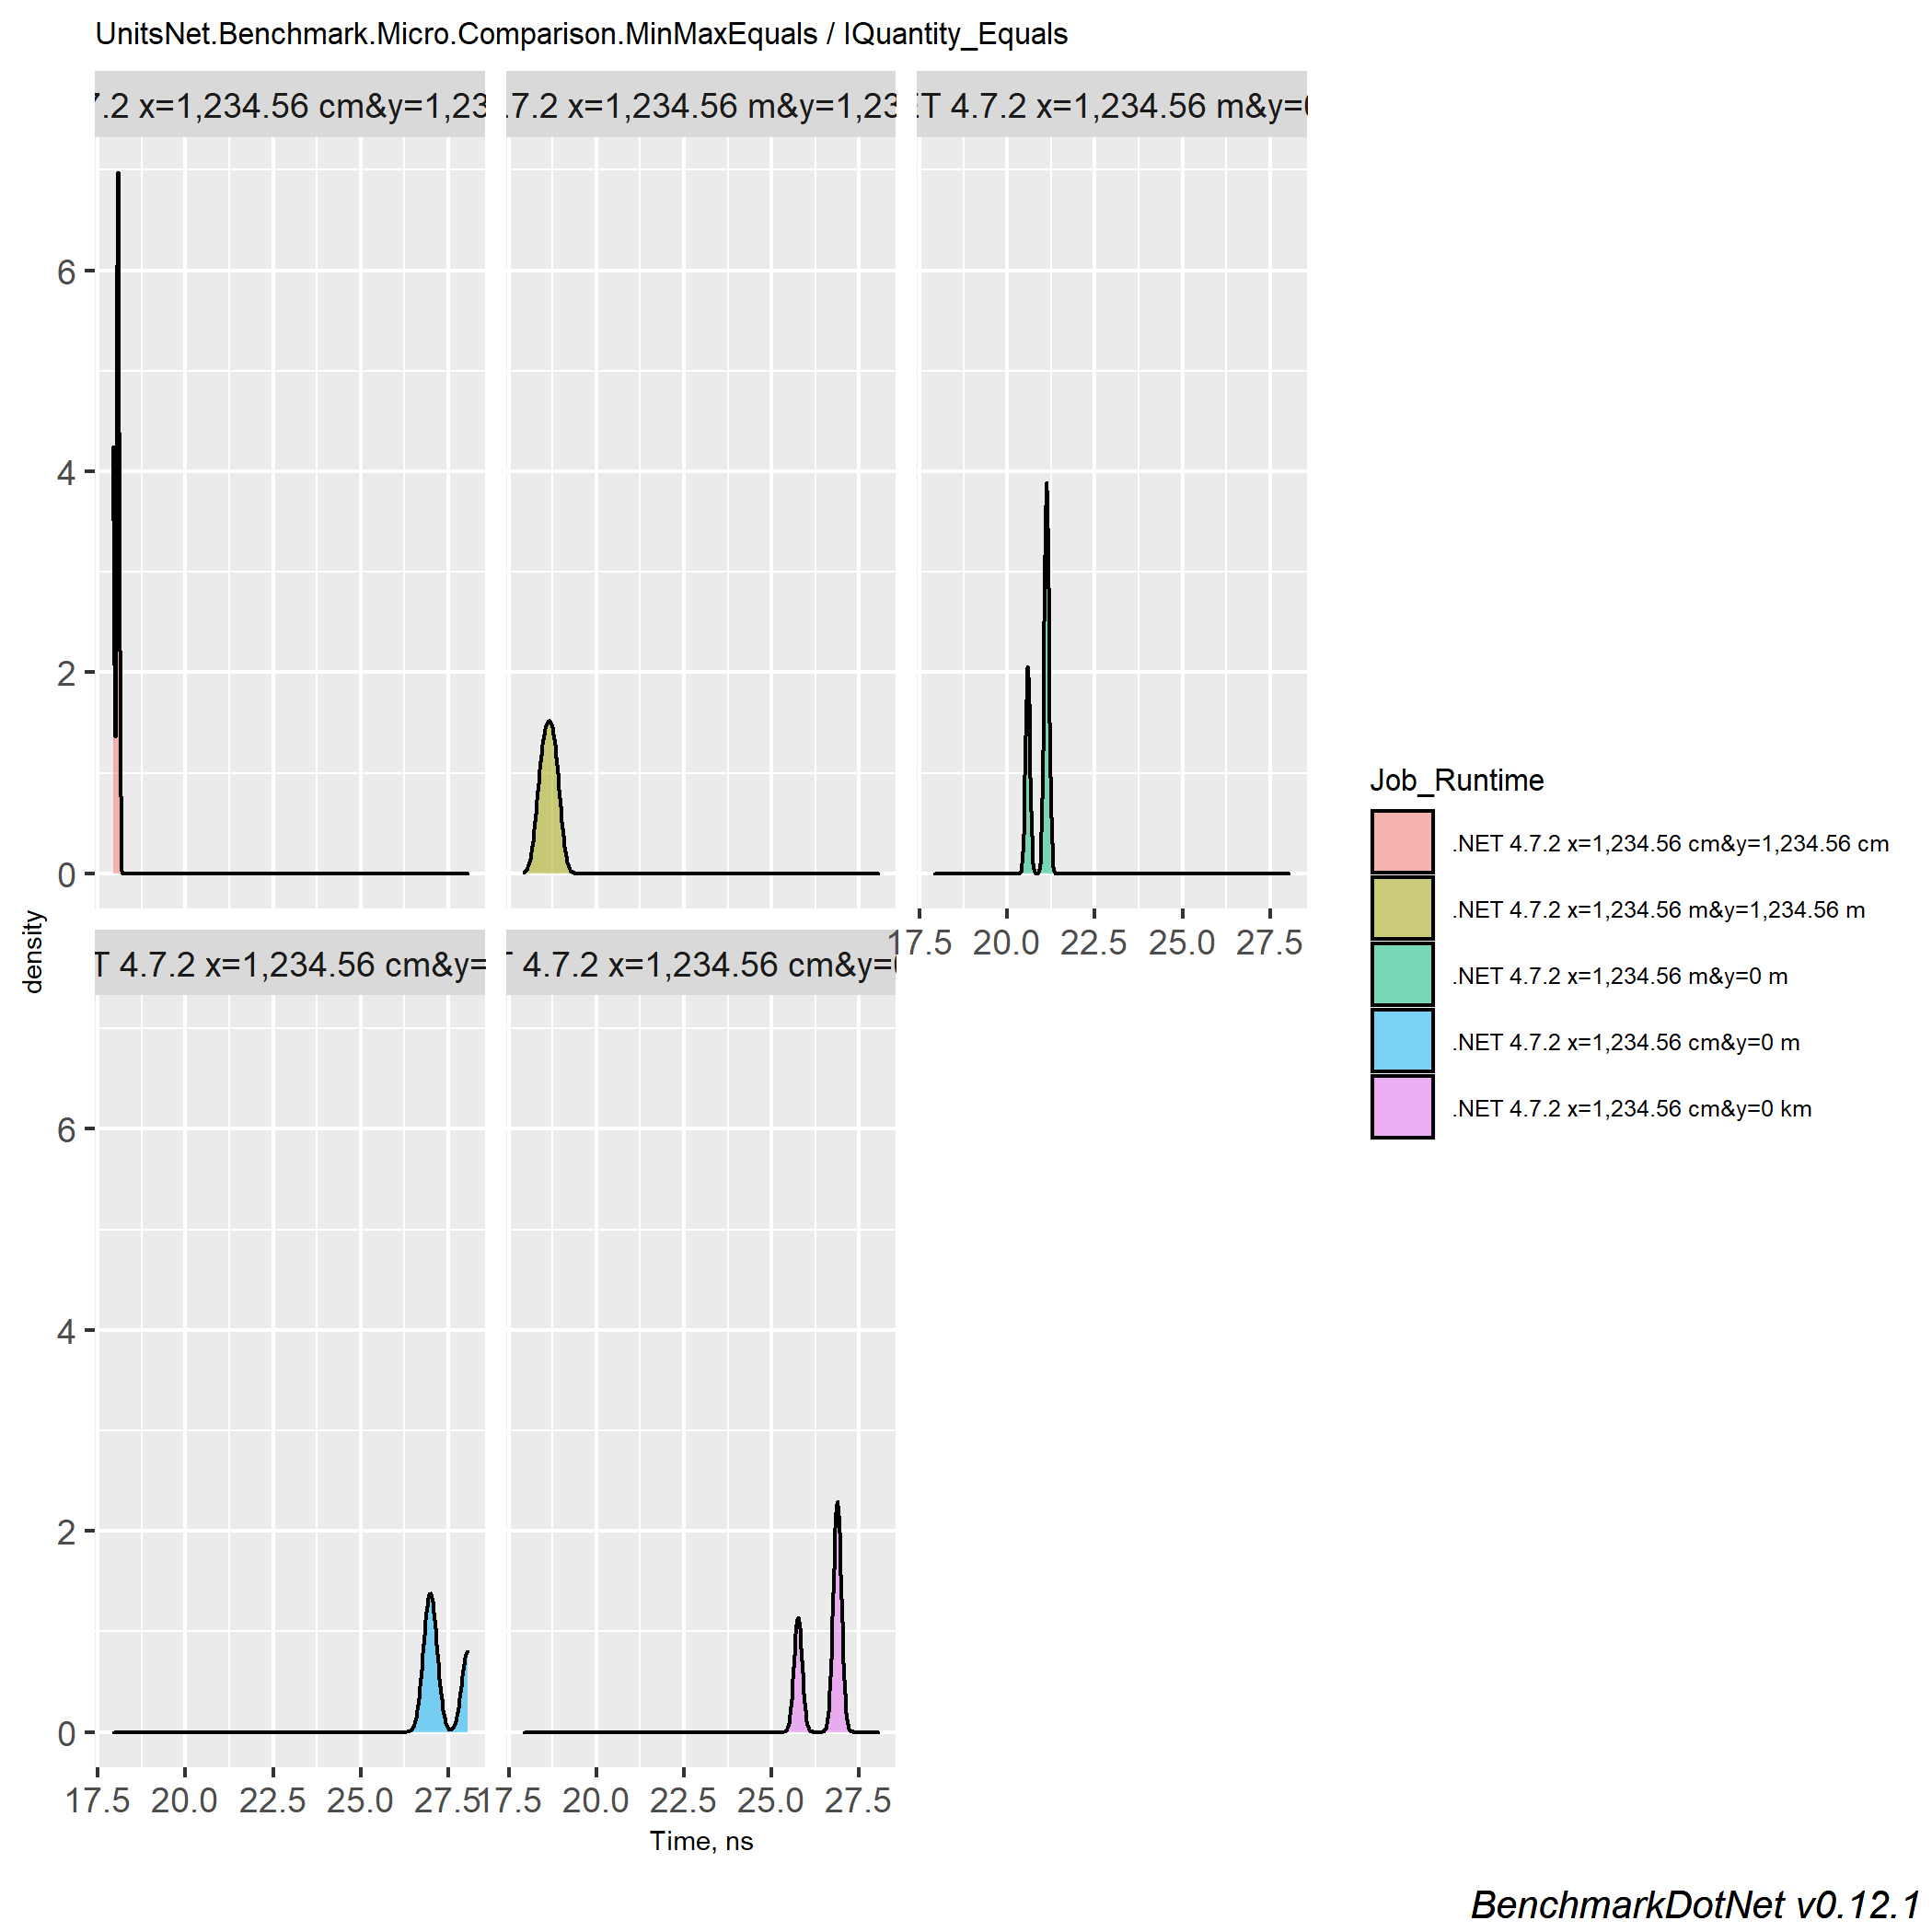 UnitsNet.Benchmark.Micro.Comparison.MinMaxEquals / IQuantity_Equals
7.2 x=1,234.56 cm&y=1,23
.7.2 x=1,234.56 m&y=1,23
ET 4.7.2 x=1,234.56 m&y=0
6
4
2
0
17.5 20.0 22.5 25.0 27.5
density
T 4.7.2 x=1,234.56 cm&y=
T 4.7.2 x=1,234.56 cm&y=0
6
4
2
0
17.5 20.0 22.5 25.0 27.5
17.5 20.0 22.5 25.0 27.5
Time, ns
Job_Runtime
.NET 4.7.2 x=1,234.56 cm&y=1,234.56 cm
.NET 4.7.2 x=1,234.56 m&y=1,234.56 m
.NET 4.7.2 x=1,234.56 m&y=0 m
.NET 4.7.2 x=1,234.56 cm&y=0 m
.NET 4.7.2 x=1,234.56 cm&y=0 km
BenchmarkDotNet v0.12.1